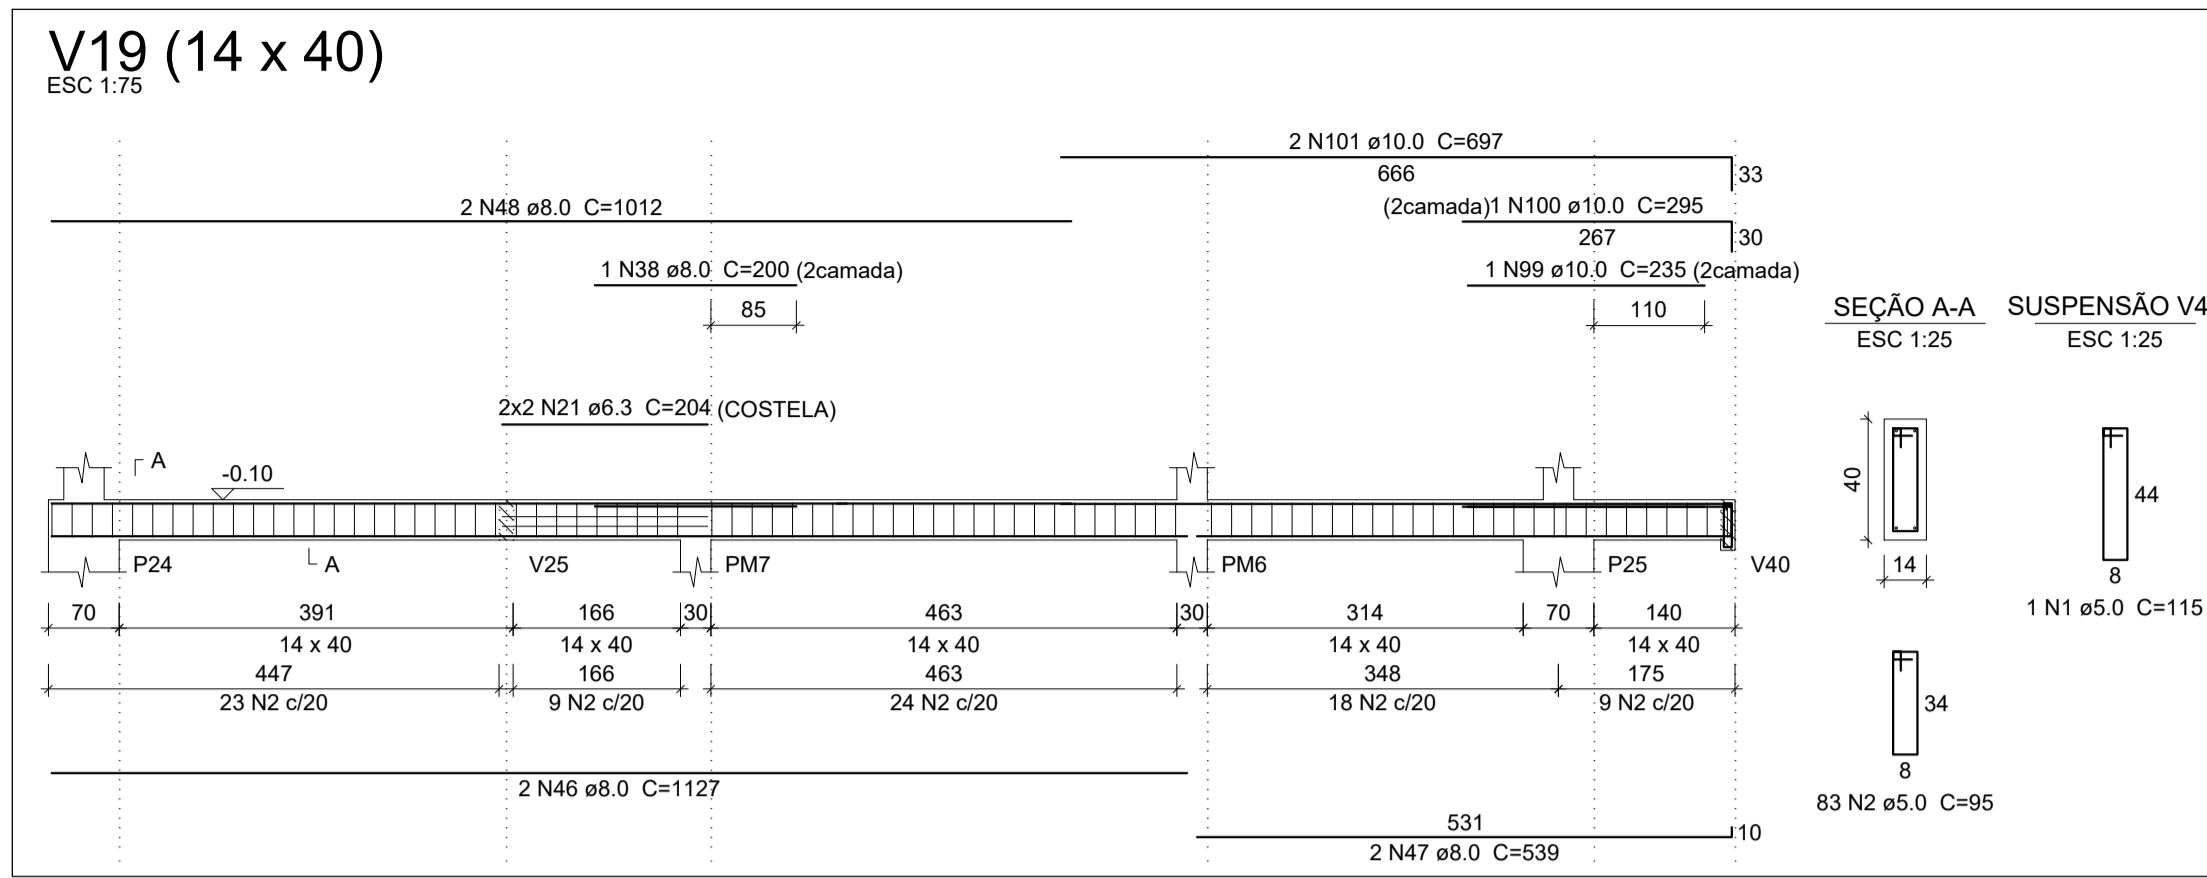 V19 (14 x 40)
ESC 1:75
2 N101 ø10.0 C=697
666
33
2 N48 ø8.0 C=1012
(2camada)1 N100 ø10.0 C=295
267
30
1 N38 ø8.0 C=200 (2camada)
85
1 N99 ø10.0 C=235 (2camada)
110
2x2 N21 ø6.3 C=204 (COSTELA)
A
-0.10
A
P24
V25
PM7
PM6
P25
V40
70 391 166 30 463 30 314 70 140
14 x 40 14 x 40 14 x 40 14 x 40 14 x 40
447 166 463 348 175
23 N2 c/20 9 N2 c/20 24 N2 c/20 18 N2 c/20 9 N2 c/20
2 N46 ø8.0 C=1127
531
10
2 N47 ø8.0 C=539
SEÇÃO A-A
ESC 1:25
40
14
34
8
83 N2 ø5.0 C=95
SUSPENSÃO V4
ESC 1:25
44
8
1 N1 ø5.0 C=115